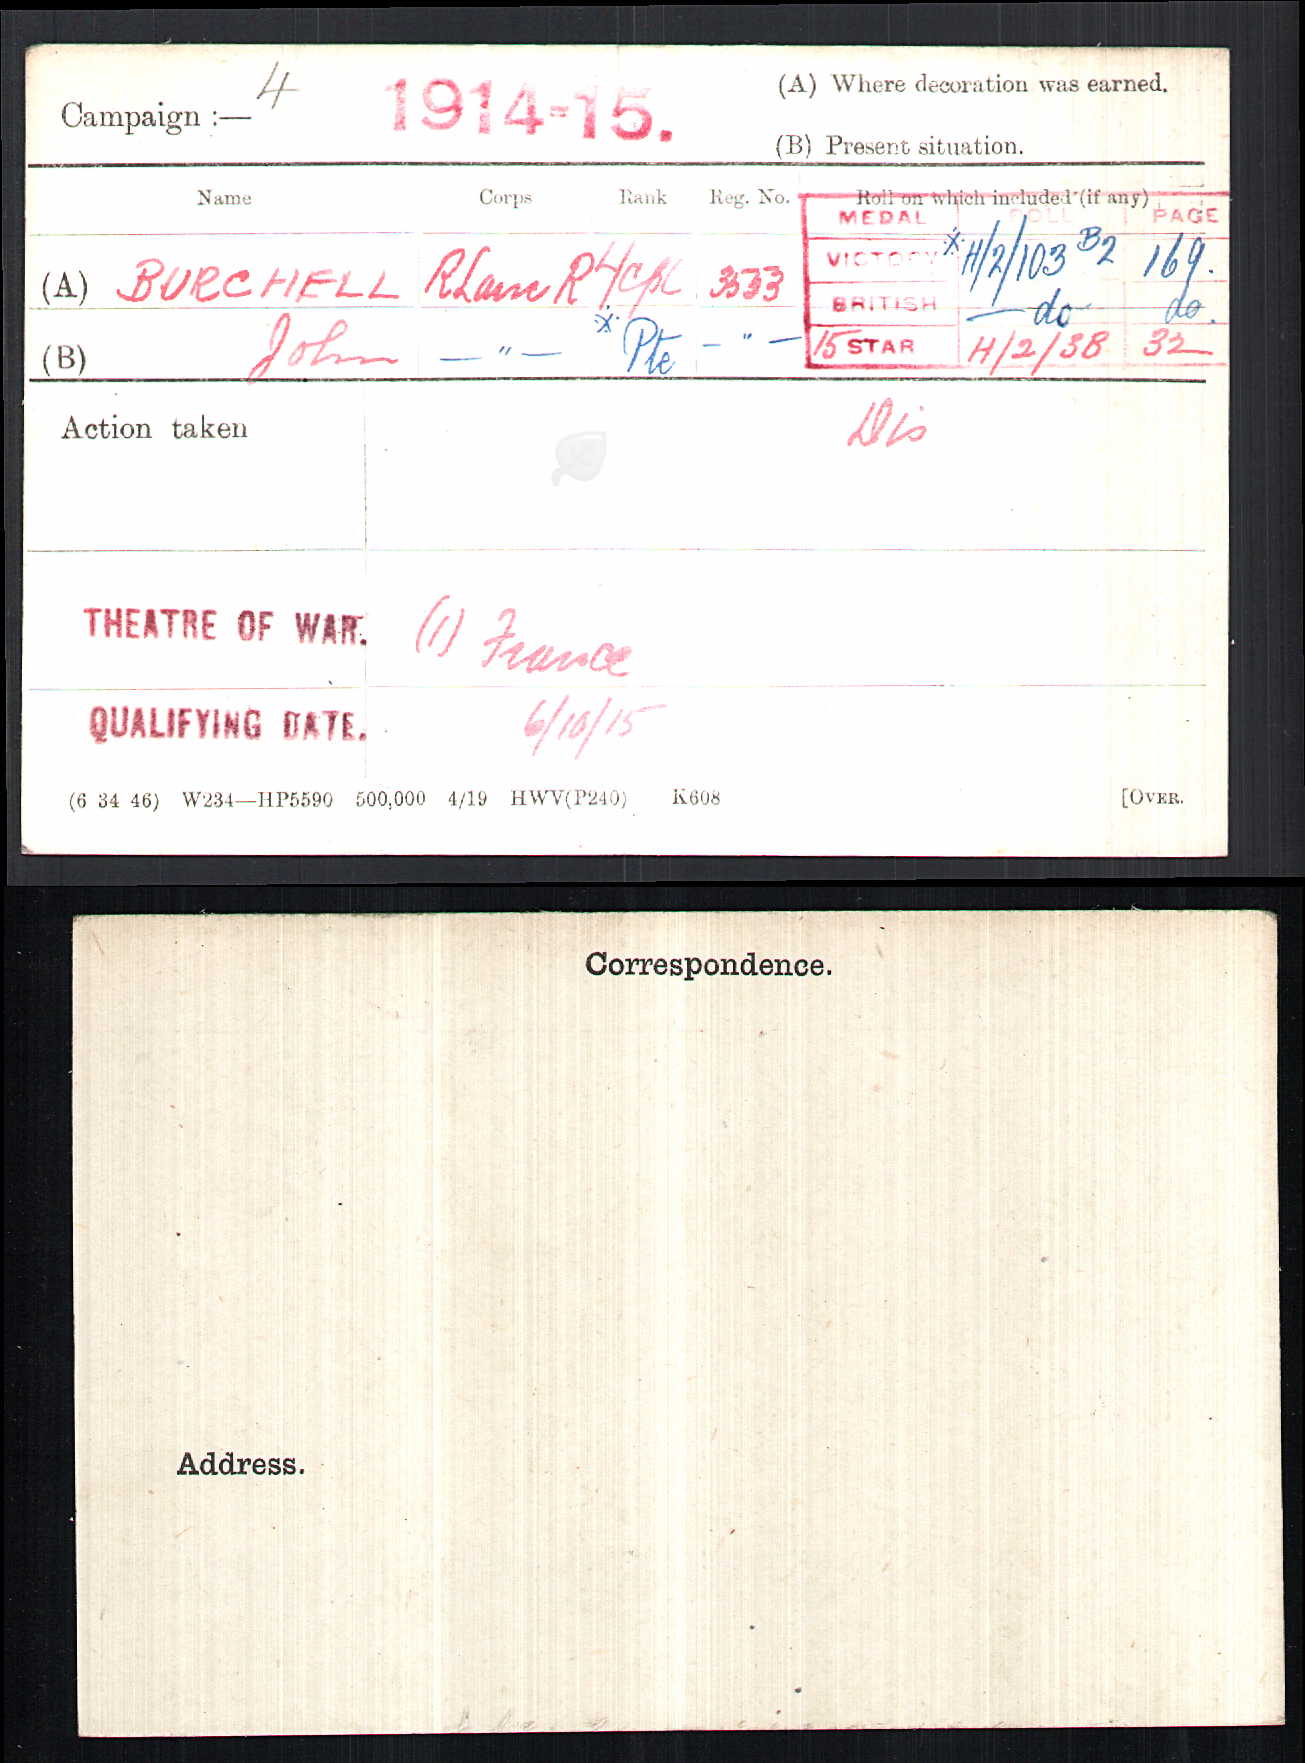 Campaign :— 4 1914-15. (A) Where decoration was earned.
(B) Present situation.
Name Corps Rank Reg. No. Roll on which included (if any)
MEDAL ROLL PAGE
(A) BURCHELL R Lanc R L/Cpl 3533 VICTORY * H/2/103 B2 169.
BRITISH — do — do.
(B) John — " — * Pte — " — 15 STAR H/2/3B 32
Action taken Dis
THEATRE OF WAR. (1) France
QUALIFYING DATE. 6/10/15
(6 34 46) W234—HP5590 500,000 4/19 HWV(P240) K608 [OVER.
Correspondence.
Address.